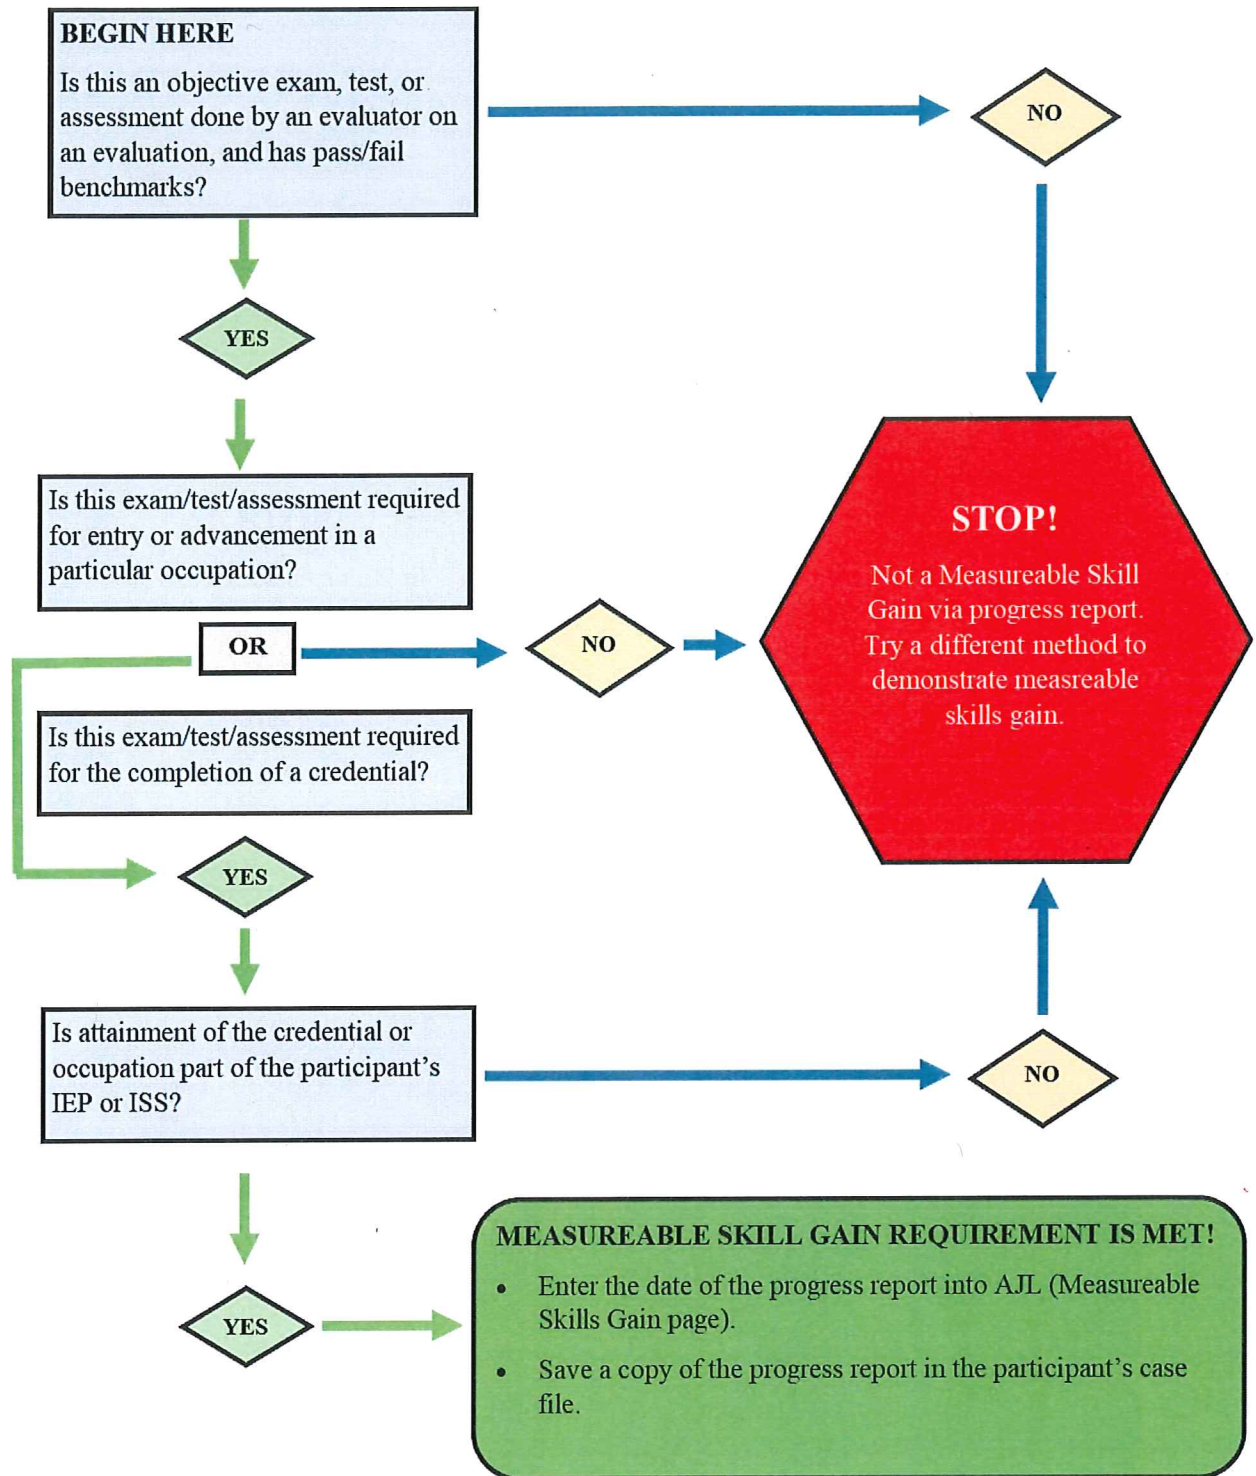 BEGIN HERE
Is this an objective exam, test, or
assessment done by an evaluator on
an evaluation, and has pass/fail
benchmarks?
NO
YES
Is this exam/test/assessment required
for entry or advancement in a
particular occupation?
OR
NO
STOP!
Not a Measureable Skill
Gain via progress report.
Try a different method to
demonstrate measreable
skills gain.
Is this exam/test/assessment required
for the completion of a credential?
YES
Is attainment of the credential or
occupation part of the participant's
IEP or ISS?
NO
YES
MEASUREABLE SKILL GAIN REQUIREMENT IS MET!
• Enter the date of the progress report into AJL (Measureable
Skills Gain page).
• Save a copy of the progress report in the participant's case
file.